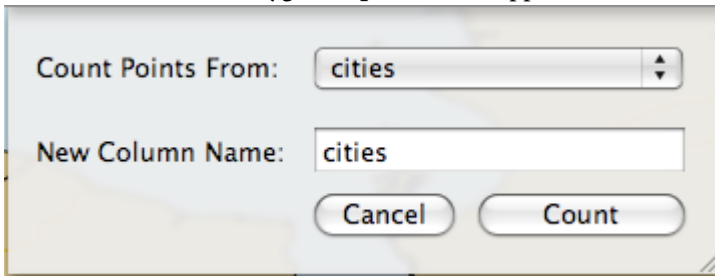 Count Points From: cities
New Column Name: cities
Cancel Count